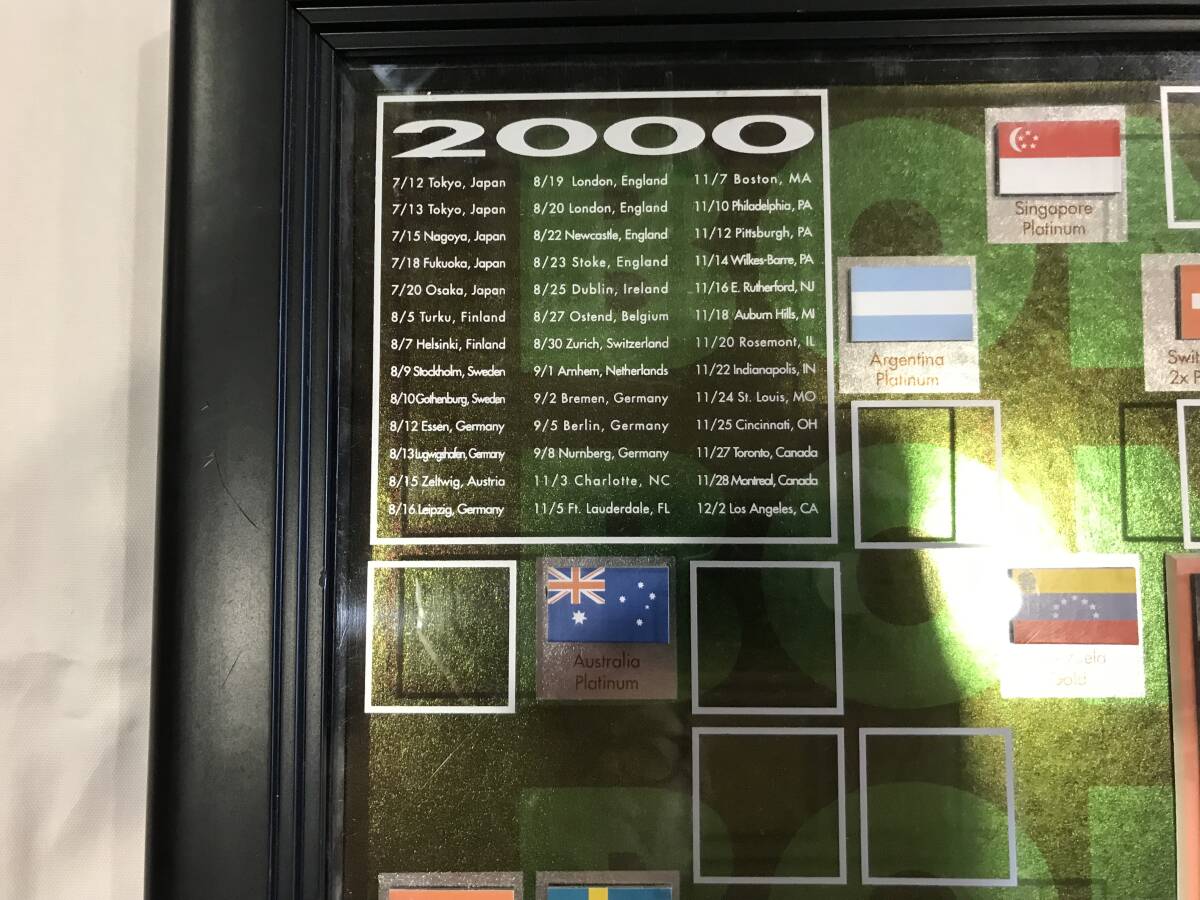 2000
7/12 Tokyo, Japan
7/13 Tokyo, Japan
7/15 Nagoya, Japan
7/18 Fukuoka, Japan
7/20 Osaka, Japan
8/5 Turku, Finland
8/7 Helsinki, Finland
8/9 Stockholm, Sweden
8/10 Gothenburg, Sweden
8/12 Essen, Germany
8/13 Lugwigshafen, Germany
8/15 Zeltwig, Austria
8/16 Leipzig, Germany
8/19 London, England
8/20 London, England
8/22 Newcastle, England
8/23 Stoke, England
8/25 Dublin, Ireland
8/27 Ostend, Belgium
8/30 Zurich, Switzerland
9/1 Arnhem, Netherlands
9/2 Bremen, Germany
9/5 Berlin, Germany
9/8 Nurnberg, Germany
11/3 Charlotte, NC
11/5 Ft. Lauderdale, FL
11/7 Boston, MA
11/10 Philadelphia, PA
11/12 Pittsburgh, PA
11/14 Wilkes-Barre, PA
11/16 E. Rutherford, NJ
11/18 Auburn Hills, MI
11/20 Rosemont, IL
11/22 Indianapolis, IN
11/24 St. Louis, MO
11/25 Cincinnati, OH
11/27 Toronto, Canada
11/28 Montreal, Canada
12/2 Los Angeles, CA
Singapore
Platinum
Argentina
Platinum
Swit
2x P
Australia
Platinum